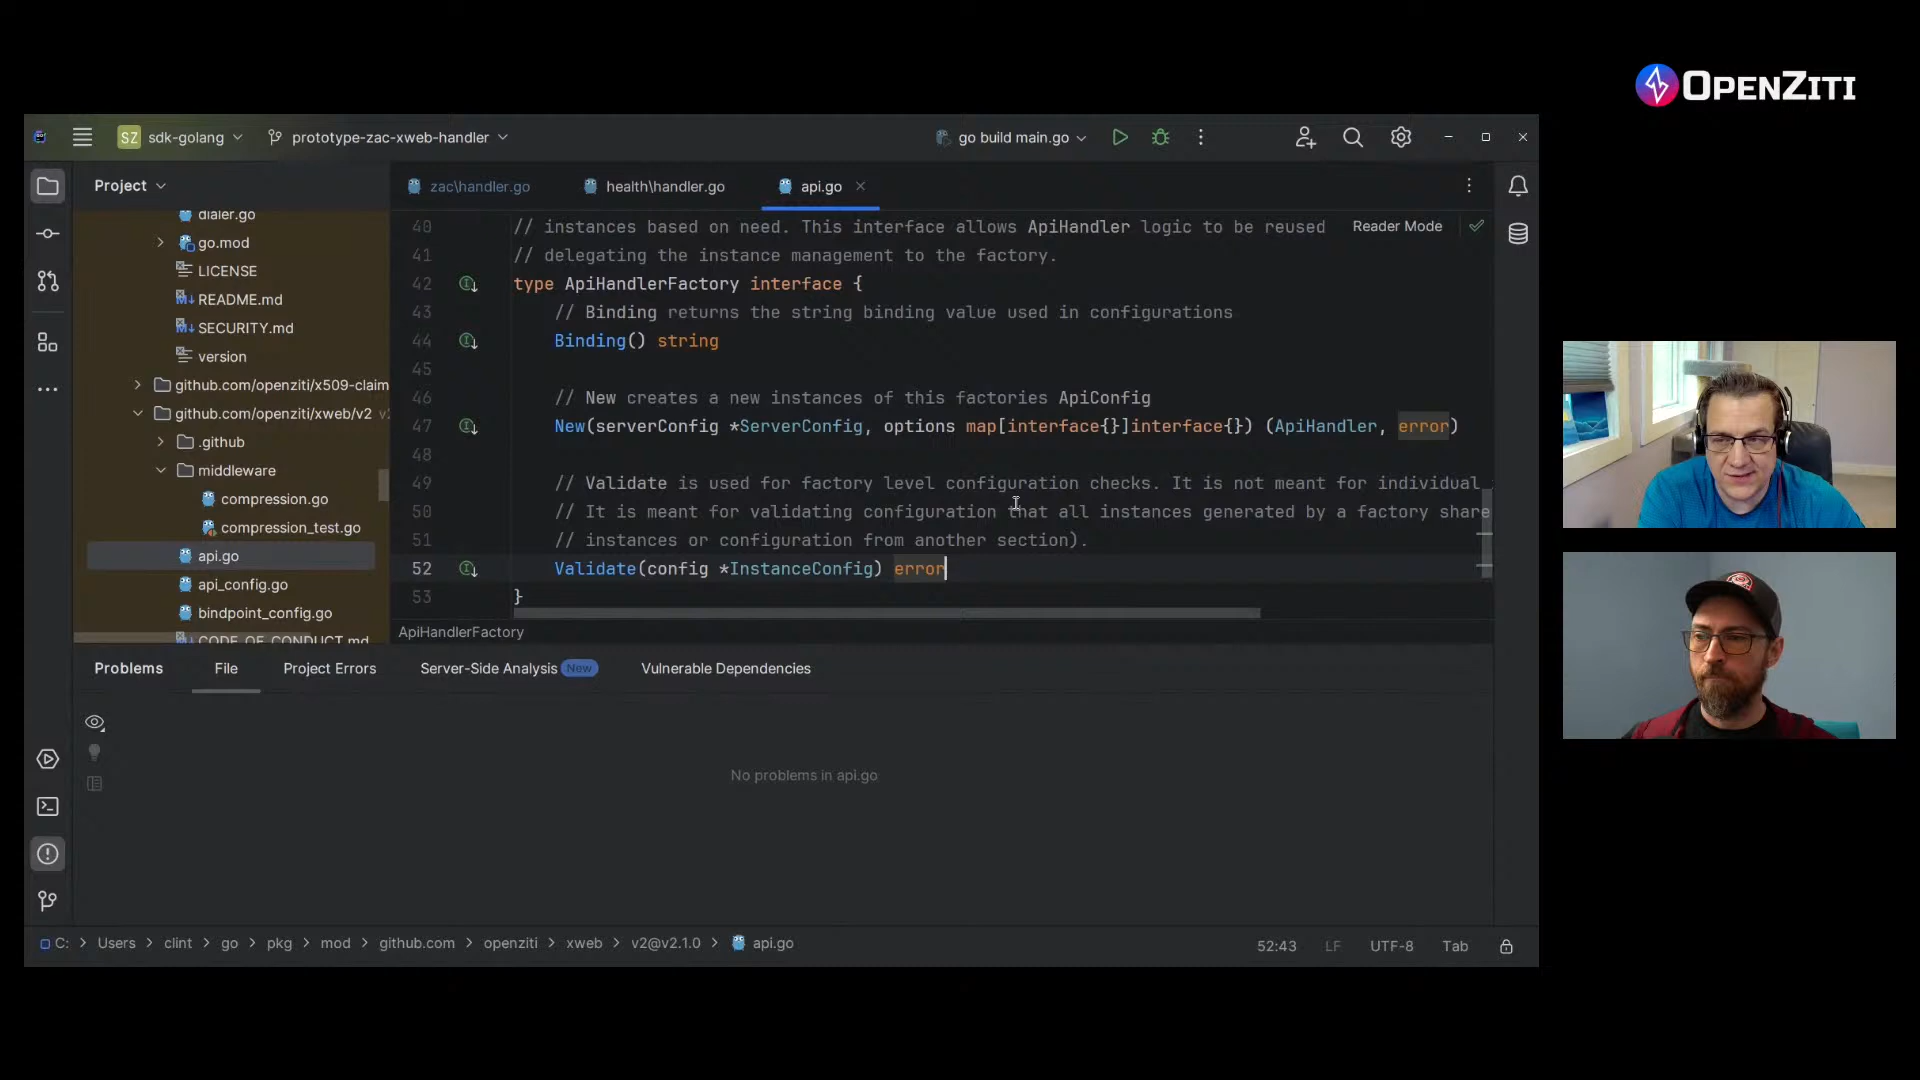 OPENZITI
SZ sdk-golang
prototype-zac-xweb-handler
go build main.go
Project
zac\handler.go
health\handler.go
api.go
dialer.go
go.mod
LICENSE
README.md
SECURITY.md
version
github.com/openziti/x509-claim
github.com/openziti/xweb/v2
.github
middleware
compression.go
compression_test.go
api.go
api_config.go
bindpoint_config.go
CODE_OF_CONDUCT.md
Reader Mode
40 // instances based on need. This interface allows ApiHandler logic to be reused
41 // delegating the instance management to the factory.
42 type ApiHandlerFactory interface {
43 // Binding returns the string binding value used in configurations
44 Binding() string
45
46 // New creates a new instances of this factories ApiConfig
47 New(serverConfig *ServerConfig, options map[interface{}]interface{}) (ApiHandler, error)
48
49 // Validate is used for factory level configuration checks. It is not meant for individual
50 // It is meant for validating configuration that all instances generated by a factory share
51 // instances or configuration from another section).
52 Validate(config *InstanceConfig) error
53 }
ApiHandlerFactory
Problems File Project Errors Server-Side Analysis New Vulnerable Dependencies
No problems in api.go
C: > Users > clint > go > pkg > mod > github.com > openziti > xweb > v2@v2.1.0 > api.go
52:43 LF UTF-8 Tab